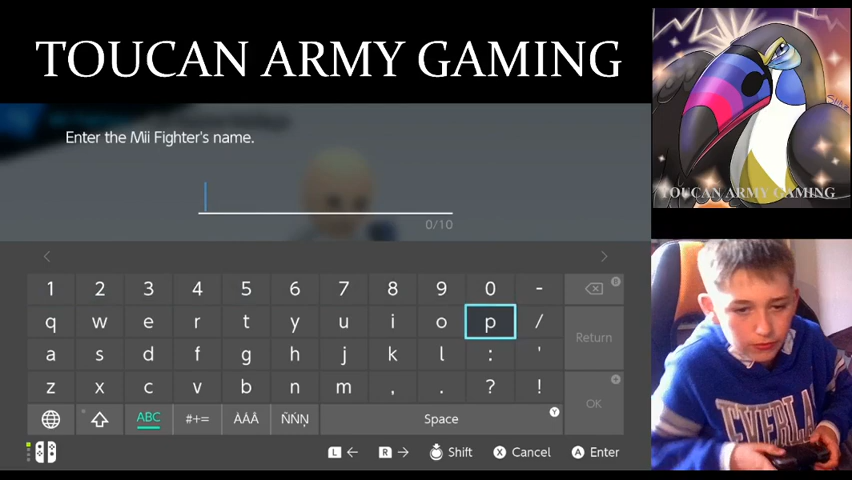 TOUCAN ARMY GAMING
TOUCAN ARMY GAMING
Enter the Mii Fighter's name.
0/10
1 2 3 4 5 6 7 8 9 0 -
q w e r t y u i o p /
Return
a s d f g h j k l : '
z x c v b n m , . ? !
OK
ABC #+= ÀÁÂ ÑŃŅ Space Y
L ← R → Shift X Cancel A Enter
EVERLA